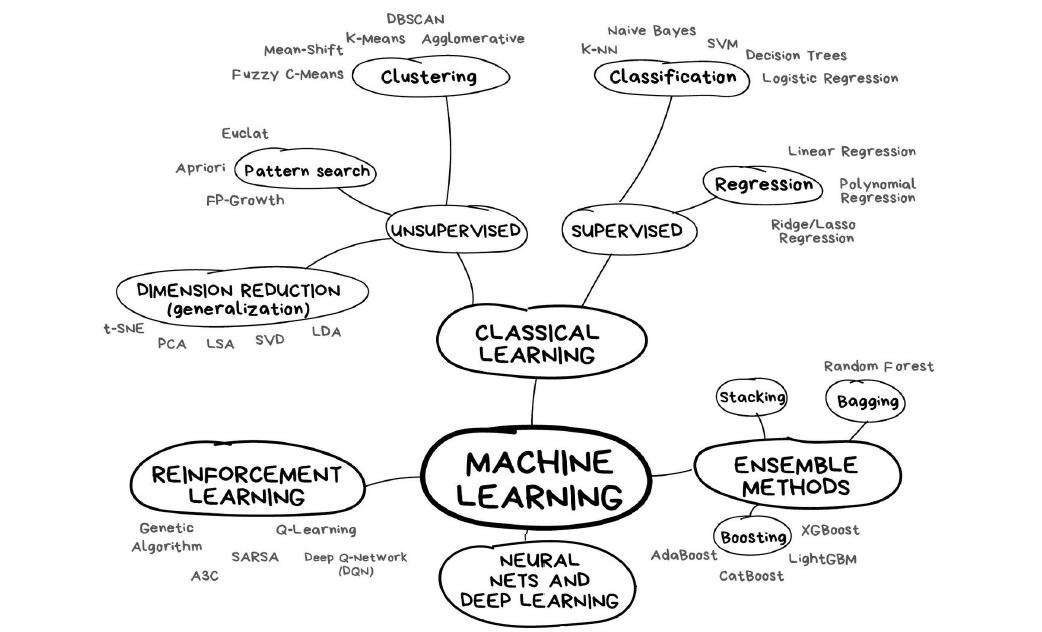 DBSCAN
K-Means
Agglomerative
Mean-Shift
Fuzzy C-Means
Clustering
Naive Bayes
K-NN
SVM
Decision Trees
Classification
Logistic Regression
Euclat
Apriori
Pattern search
FP-Growth
Linear Regression
Regression
Polynomial
Regression
Ridge/Lasso
Regression
UNSUPERVISED
SUPERVISED
DIMENSION REDUCTION
(generalization)
t-SNE
PCA
LSA
SVD
LDA
CLASSICAL
LEARNING
Random Forest
Stacking
Bagging
MACHINE
LEARNING
REINFORCEMENT
LEARNING
ENSEMBLE
METHODS
Genetic
Algorithm
Q-Learning
SARSA
Deep Q-Network
(DQN)
A3C
Boosting
XGBoost
AdaBoost
LightGBM
CatBoost
NEURAL
NETS AND
DEEP LEARNING